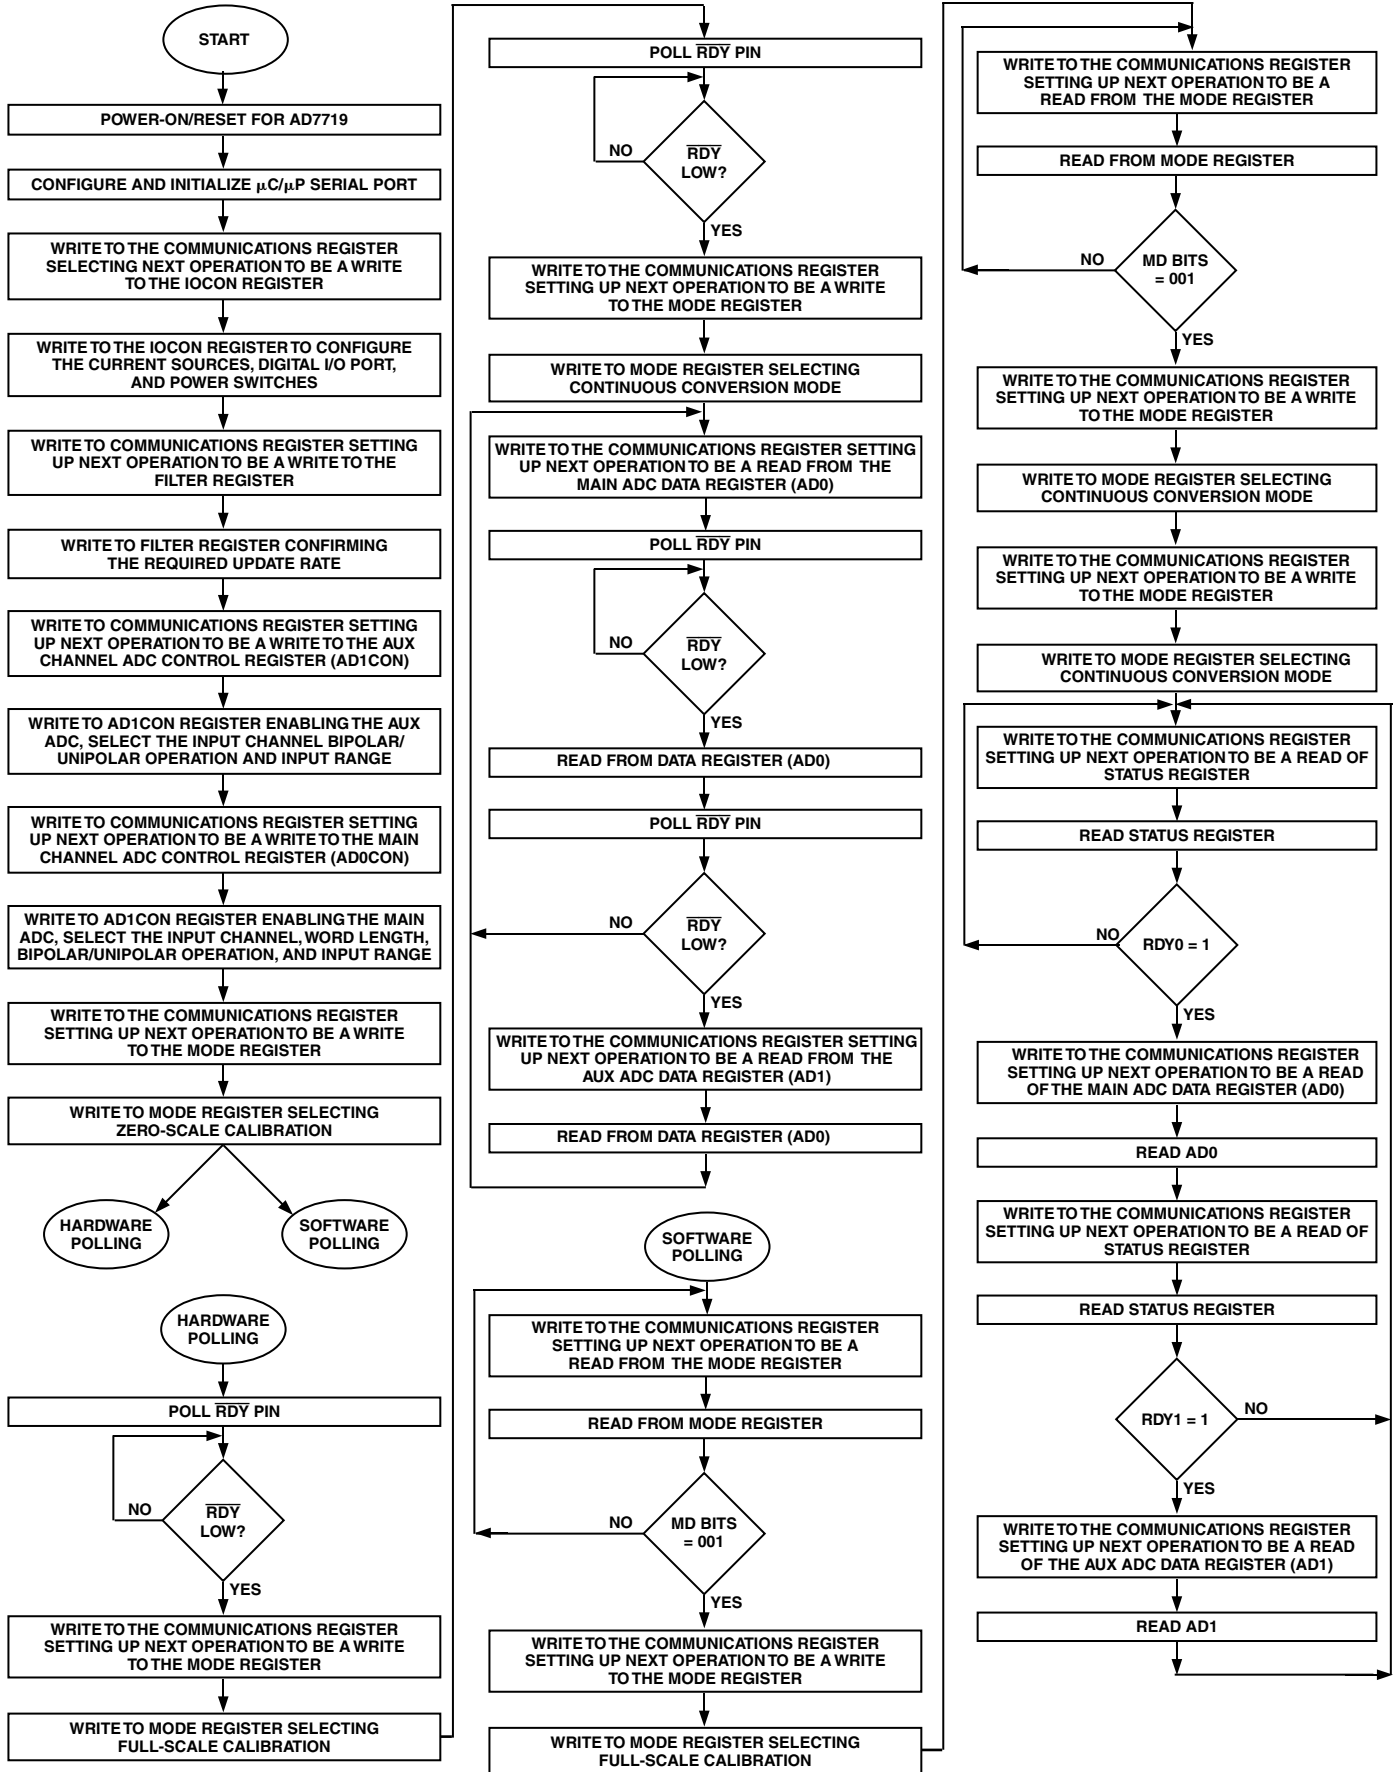 START
POWER-ON/RESET FOR AD7719
CONFIGURE AND INITIALIZE μC/μP SERIAL PORT
WRITE TO THE COMMUNICATIONS REGISTER
SELECTING NEXT OPERATION TO BE A WRITE
TO THE IOCON REGISTER
WRITE TO THE IOCON REGISTER TO CONFIGURE
THE CURRENT SOURCES, DIGITAL I/O PORT,
AND POWER SWITCHES
WRITE TO COMMUNICATIONS REGISTER SETTING
UP NEXT OPERATION TO BE A WRITE TO THE
FILTER REGISTER
WRITE TO FILTER REGISTER CONFIRMING
THE REQUIRED UPDATE RATE
WRITE TO COMMUNICATIONS REGISTER SETTING
UP NEXT OPERATION TO BE A WRITE TO THE AUX
CHANNEL ADC CONTROL REGISTER (AD1CON)
WRITE TO AD1CON REGISTER ENABLING THE AUX
ADC, SELECT THE INPUT CHANNEL BIPOLAR/
UNIPOLAR OPERATION AND INPUT RANGE
WRITE TO COMMUNICATIONS REGISTER SETTING
UP NEXT OPERATION TO BE A WRITE TO THE MAIN
CHANNEL ADC CONTROL REGISTER (AD0CON)
WRITE TO AD1CON REGISTER ENABLING THE MAIN
ADC, SELECT THE INPUT CHANNEL, WORD LENGTH,
BIPOLAR/UNIPOLAR OPERATION, AND INPUT RANGE
WRITE TO THE COMMUNICATIONS REGISTER
SETTING UP NEXT OPERATION TO BE A WRITE
TO THE MODE REGISTER
WRITE TO MODE REGISTER SELECTING
ZERO-SCALE CALIBRATION
HARDWARE
POLLING
SOFTWARE
POLLING
HARDWARE
POLLING
POLL R̅D̅Y̅ PIN
R̅D̅Y̅
LOW?
NO
YES
WRITE TO THE COMMUNICATIONS REGISTER
SETTING UP NEXT OPERATION TO BE A WRITE
TO THE MODE REGISTER
WRITE TO MODE REGISTER SELECTING
FULL-SCALE CALIBRATION
POLL R̅D̅Y̅ PIN
R̅D̅Y̅
LOW?
NO
YES
WRITE TO THE COMMUNICATIONS REGISTER
SETTING UP NEXT OPERATION TO BE A WRITE
TO THE MODE REGISTER
WRITE TO MODE REGISTER SELECTING
CONTINUOUS CONVERSION MODE
WRITE TO THE COMMUNICATIONS REGISTER SETTING
UP NEXT OPERATION TO BE A READ FROM THE
MAIN ADC DATA REGISTER (AD0)
POLL R̅D̅Y̅ PIN
R̅D̅Y̅
LOW?
NO
YES
READ FROM DATA REGISTER (AD0)
POLL R̅D̅Y̅ PIN
R̅D̅Y̅
LOW?
NO
YES
WRITE TO THE COMMUNICATIONS REGISTER SETTING
UP NEXT OPERATION TO BE A READ FROM THE
AUX ADC DATA REGISTER (AD1)
READ FROM DATA REGISTER (AD0)
SOFTWARE
POLLING
WRITE TO THE COMMUNICATIONS REGISTER
SETTING UP NEXT OPERATION TO BE A
READ FROM THE MODE REGISTER
READ FROM MODE REGISTER
MD BITS
= 001
NO
YES
WRITE TO THE COMMUNICATIONS REGISTER
SETTING UP NEXT OPERATION TO BE A WRITE
TO THE MODE REGISTER
WRITE TO MODE REGISTER SELECTING
FULL-SCALE CALIBRATION
WRITE TO THE COMMUNICATIONS REGISTER
SETTING UP NEXT OPERATION TO BE A
READ FROM THE MODE REGISTER
READ FROM MODE REGISTER
MD BITS
= 001
NO
YES
WRITE TO THE COMMUNICATIONS REGISTER
SETTING UP NEXT OPERATION TO BE A WRITE
TO THE MODE REGISTER
WRITE TO MODE REGISTER SELECTING
CONTINUOUS CONVERSION MODE
WRITE TO THE COMMUNICATIONS REGISTER
SETTING UP NEXT OPERATION TO BE A WRITE
TO THE MODE REGISTER
WRITE TO MODE REGISTER SELECTING
CONTINUOUS CONVERSION MODE
WRITE TO THE COMMUNICATIONS REGISTER
SETTING UP NEXT OPERATION TO BE A READ OF
STATUS REGISTER
READ STATUS REGISTER
NO
RDY0 = 1
YES
WRITE TO THE COMMUNICATIONS REGISTER
SETTING UP NEXT OPERATION TO BE A READ
OF THE MAIN ADC DATA REGISTER (AD0)
READ AD0
WRITE TO THE COMMUNICATIONS REGISTER
SETTING UP NEXT OPERATION TO BE A READ OF
STATUS REGISTER
READ STATUS REGISTER
RDY1 = 1
NO
YES
WRITE TO THE COMMUNICATIONS REGISTER
SETTING UP NEXT OPERATION TO BE A READ
OF THE AUX ADC DATA REGISTER (AD1)
READ AD1